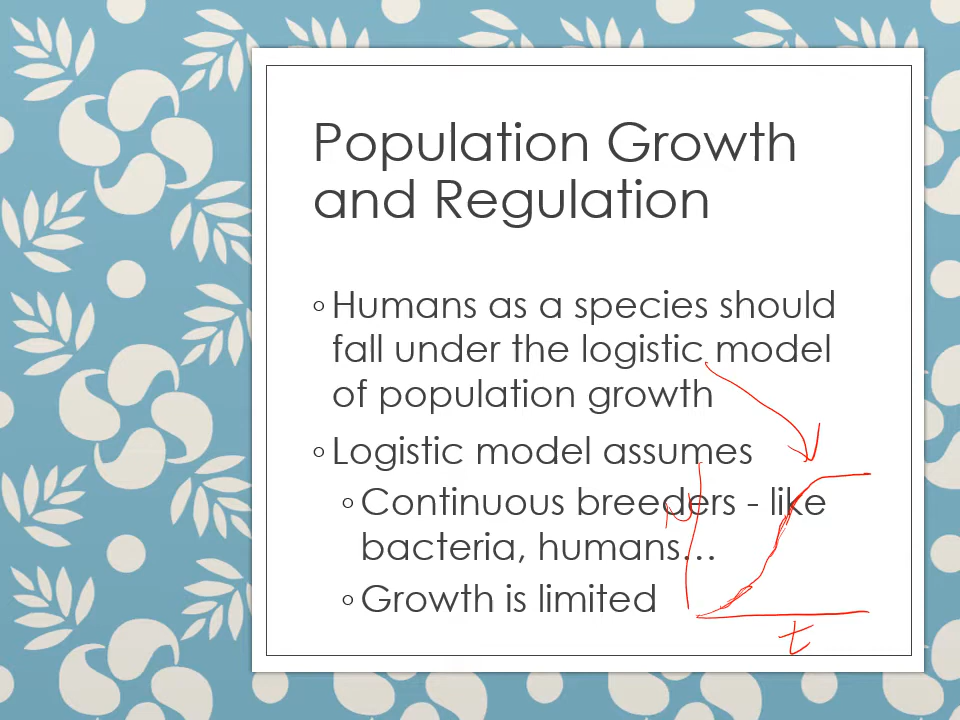 Population Growth
and Regulation
◦ Humans as a species should
fall under the logistic model
of population growth
◦ Logistic model assumes
◦ Continuous breeders - like
bacteria, humans…
◦ Growth is limited
N
t